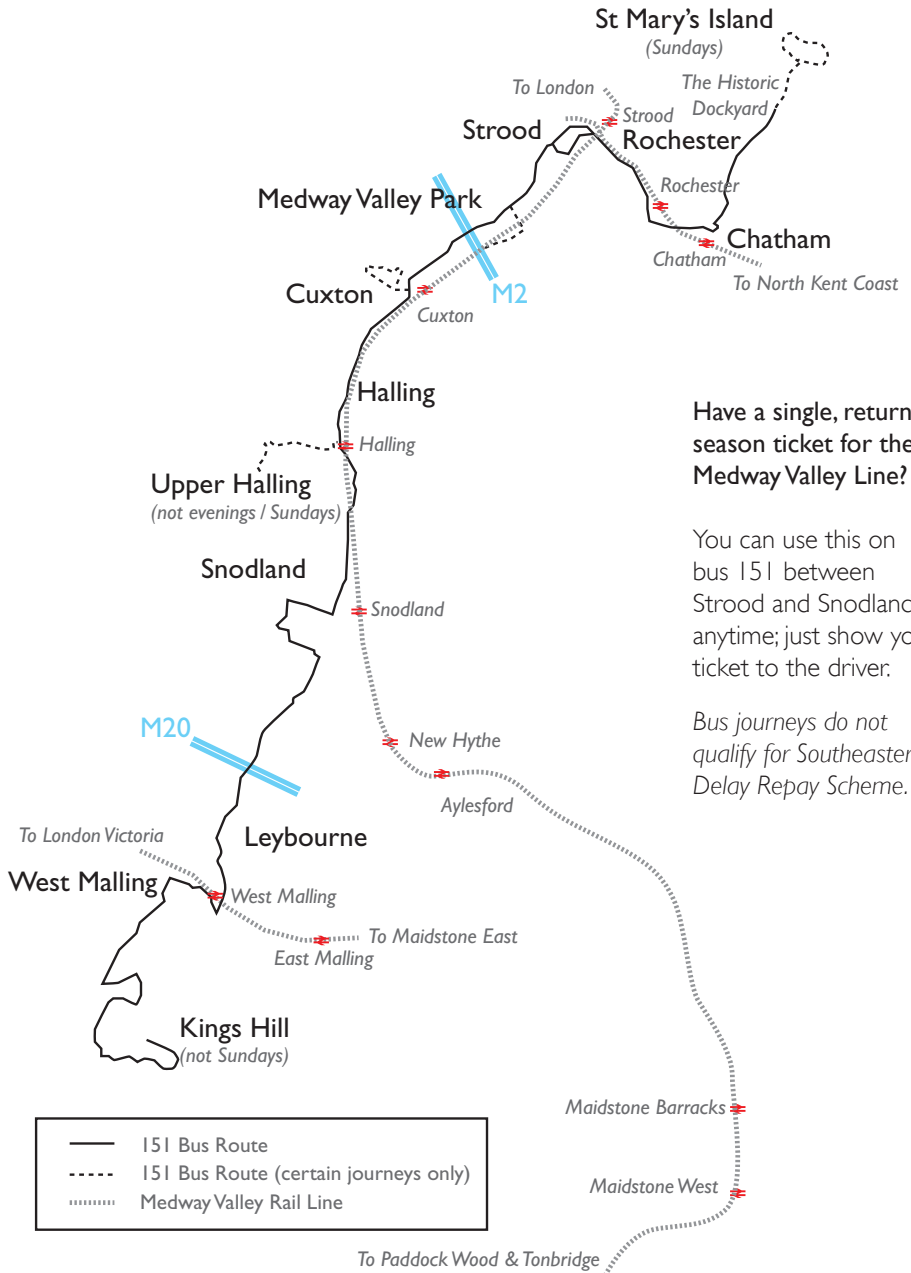 St Mary's Island
(Sundays)
To London
The Historic
Dockyard
Strood
Strood
Rochester
Medway Valley Park
Rochester
Chatham
Chatham
To North Kent Coast
Cuxton
M2
Cuxton
Halling
Halling
Upper Halling
(not evenings / Sundays)
Snodland
Snodland
M20
New Hythe
Aylesford
Leybourne
To London Victoria
West Malling
West Malling
To Maidstone East
East Malling
Kings Hill
(not Sundays)
Maidstone Barracks
Maidstone West
To Paddock Wood & Tonbridge
151 Bus Route
151 Bus Route (certain journeys only)
Medway Valley Rail Line
Have a single, return
season ticket for the
Medway Valley Line?
You can use this on
bus 151 between
Strood and Snodland
anytime; just show yo
ticket to the driver.
Bus journeys do not
qualify for Southeaster
Delay Repay Scheme.